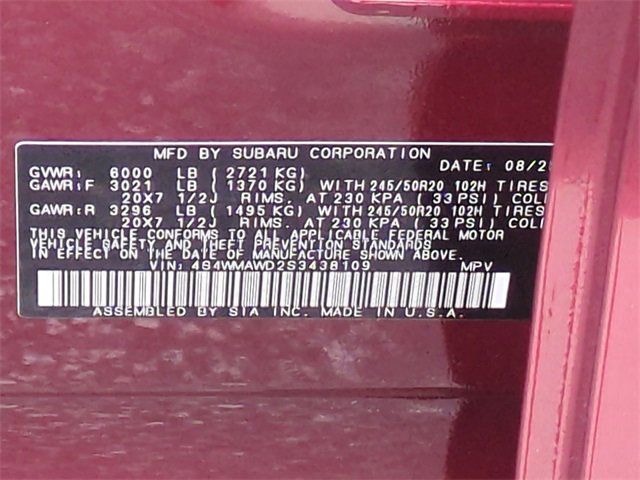 MFD BY SUBARU CORPORATION
DATE: 08/2
GVWR: 6000 LB ( 2721 KG)
GAWR:F 3021 LB ( 1370 KG) WITH 245/50R20 102H TIRES
20X7 1/2J RIMS, AT 230 KPA ( 33 PSI) COL
GAWR:R 3296 LB ( 1495 KG) WITH 245/50R20 102H TIRES
20X7 1/2J RIMS, AT 230 KPA ( 33 PSI) COL
THIS VEHICLE CONFORMS TO ALL APPLICABLE FEDERAL MOTOR
VEHICLE SAFETY AND THEFT PREVENTION STANDARDS
IN EFFECT ON THE DATE OF MANUFACTURE SHOWN ABOVE.
VIN: 4S4WMAWD2S3438109 MPV
ASSEMBLED BY SIA INC. MADE IN U.S.A.